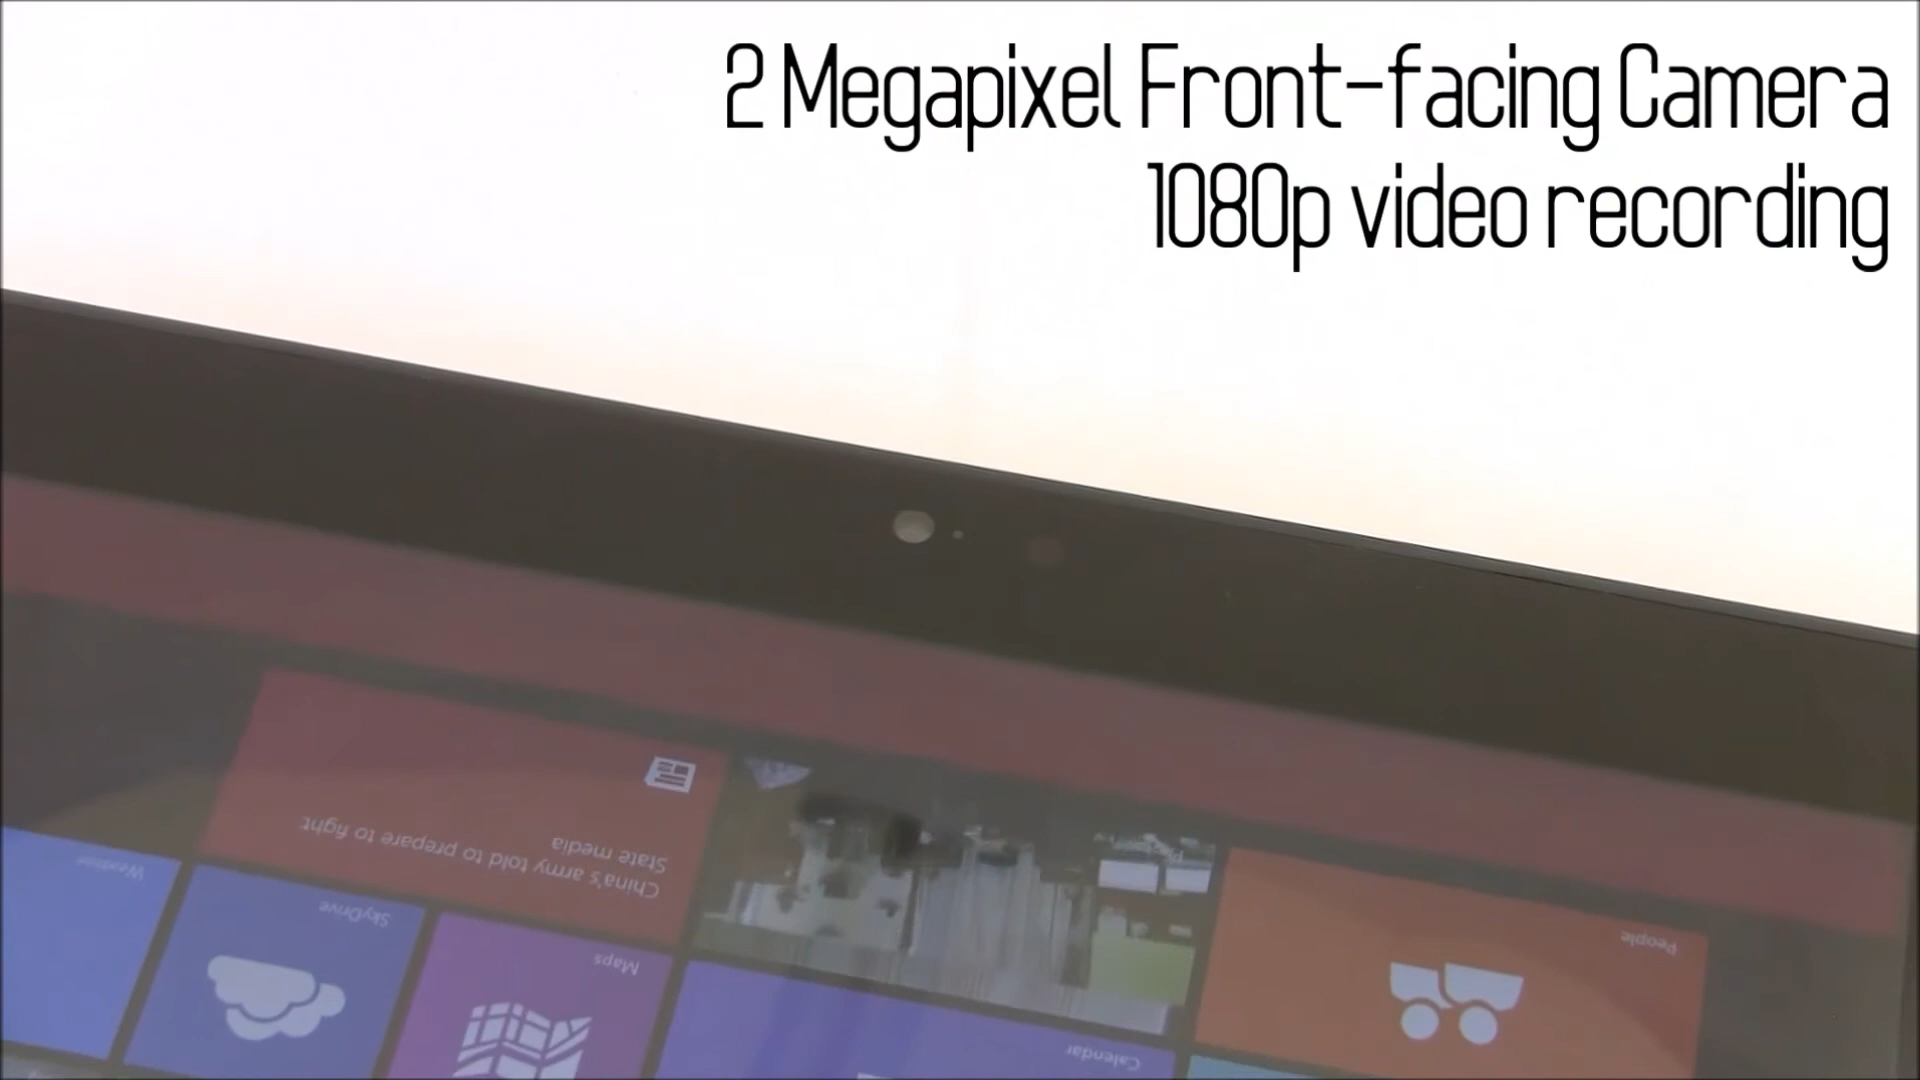 2 Megapixel Front-facing Camera
1080p video recording
China's army told to prepare to fight
State media
People
Calendar
Maps
SkyDrive